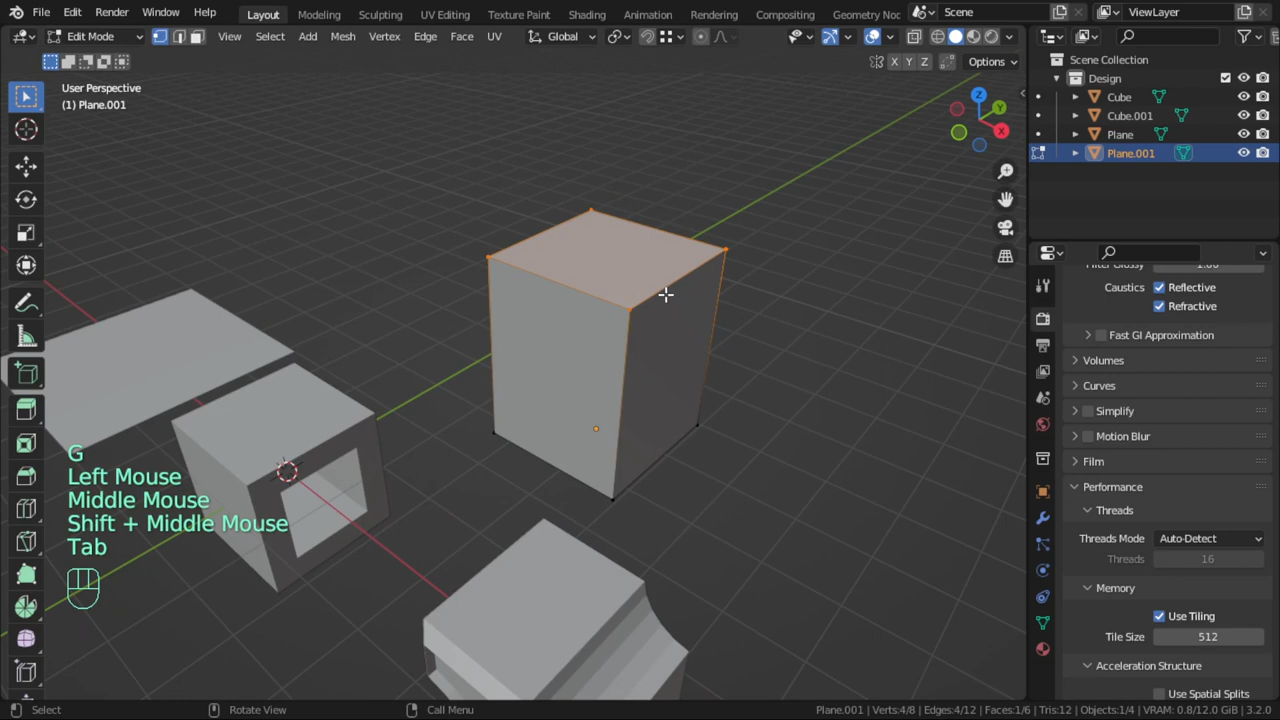 File Edit Render Window Help Layout Modeling Sculpting UV Editing Texture Paint Shading Animation Rendering Compositing Geometry Noc Scene ViewLayer
Edit Mode View Select Add Mesh Vertex Edge Face UV Global
X Y Z Options
User Perspective
(1) Plane.001
Z
Y
X
Scene Collection
Design
Cube
Cube.001
Plane
Plane.001
Filter Glossy 1.00
Caustics Reflective
Refractive
Fast GI Approximation
Volumes
Curves
Simplify
Motion Blur
Film
Performance
Threads
Threads Mode Auto-Detect
Threads 16
Memory
Use Tiling
Tile Size 512
Acceleration Structure
Use Spatial Splits
G
Left Mouse
Middle Mouse
Shift + Middle Mouse
Tab
Select Rotate View Call Menu Plane.001 | Verts:4/8 | Edges:4/12 | Faces:1/6 | Tris:12 | Objects:1/4 | VRAM: 0.8/12.0 GiB | 3.2.0